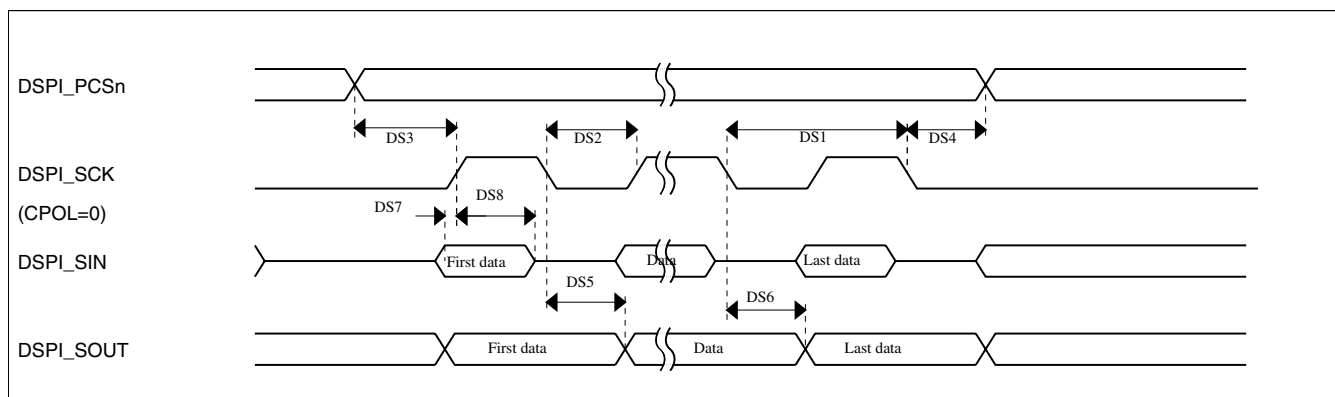 DSPI_PCSn
DS3
DS2
DS1
DS4
DSPI_SCK
(CPOL=0)
DS7
DS8
DSPI_SIN
First data
Data
Last data
DS5
DS6
DSPI_SOUT
First data
Data
Last data